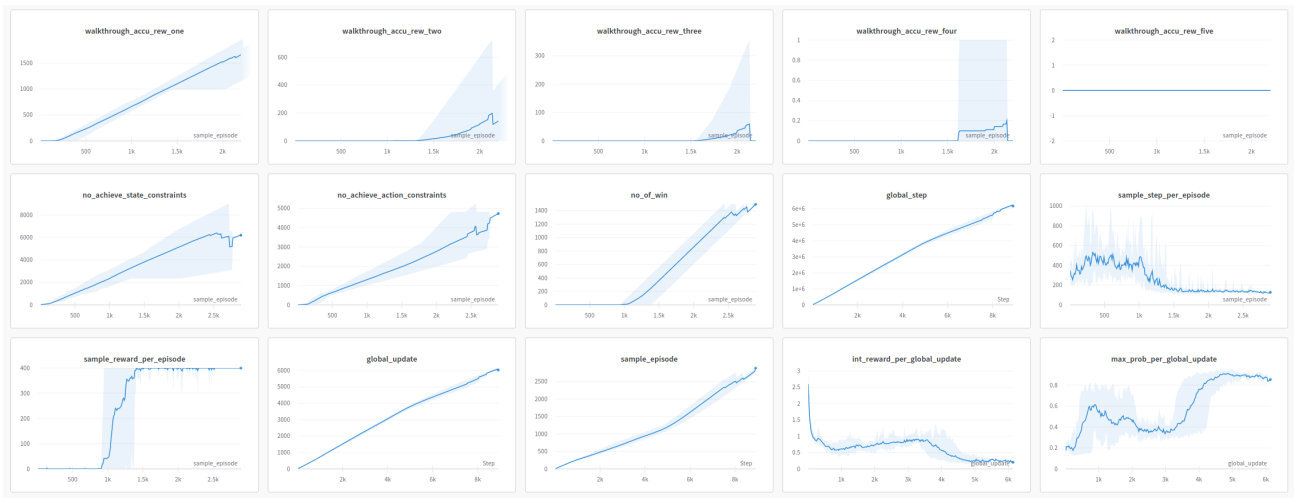 walkthrough_accu_rew_one
1500
1000
500
0
500
1k
1.5k
2k
sample_episode
walkthrough_accu_rew_two
600
400
200
0
500
1k
1.5k
2k
sample_episode
walkthrough_accu_rew_three
300
200
100
0
500
1k
1.5k
2k
sample_episode
walkthrough_accu_rew_four
1
0.8
0.6
0.4
0.2
0
500
1k
1.5k
2k
sample_episode
walkthrough_accu_rew_five
2
1
0
-1
-2
500
1k
1.5k
2k
sample_episode
no_achieve_state_constraints
8000
6000
4000
2000
0
500
1k
1.5k
2k
2.5k
sample_episode
no_achieve_action_constraints
5000
4000
3000
2000
1000
0
500
1k
1.5k
2k
2.5k
sample_episode
no_of_win
1400
1200
1000
800
600
400
200
0
500
1k
1.5k
2k
2.5k
sample_episode
global_step
6e+6
5e+6
4e+6
3e+6
2e+6
1e+6
0
2k
4k
6k
8k
Step
sample_step_per_episode
1000
800
600
400
200
0
500
1k
1.5k
2k
2.5k
sample_episode
sample_reward_per_episode
400
300
200
100
0
500
1k
1.5k
2k
2.5k
sample_episode
global_update
6000
5000
4000
3000
2000
1000
0
2k
4k
6k
8k
Step
sample_episode
2500
2000
1500
1000
500
0
2k
4k
6k
8k
Step
int_reward_per_global_update
3
2.5
2
1.5
1
0.5
0
1k
2k
3k
4k
5k
6k
global_update
max_prob_per_global_update
0.8
0.6
0.4
0.2
0
1k
2k
3k
4k
5k
6k
global_update